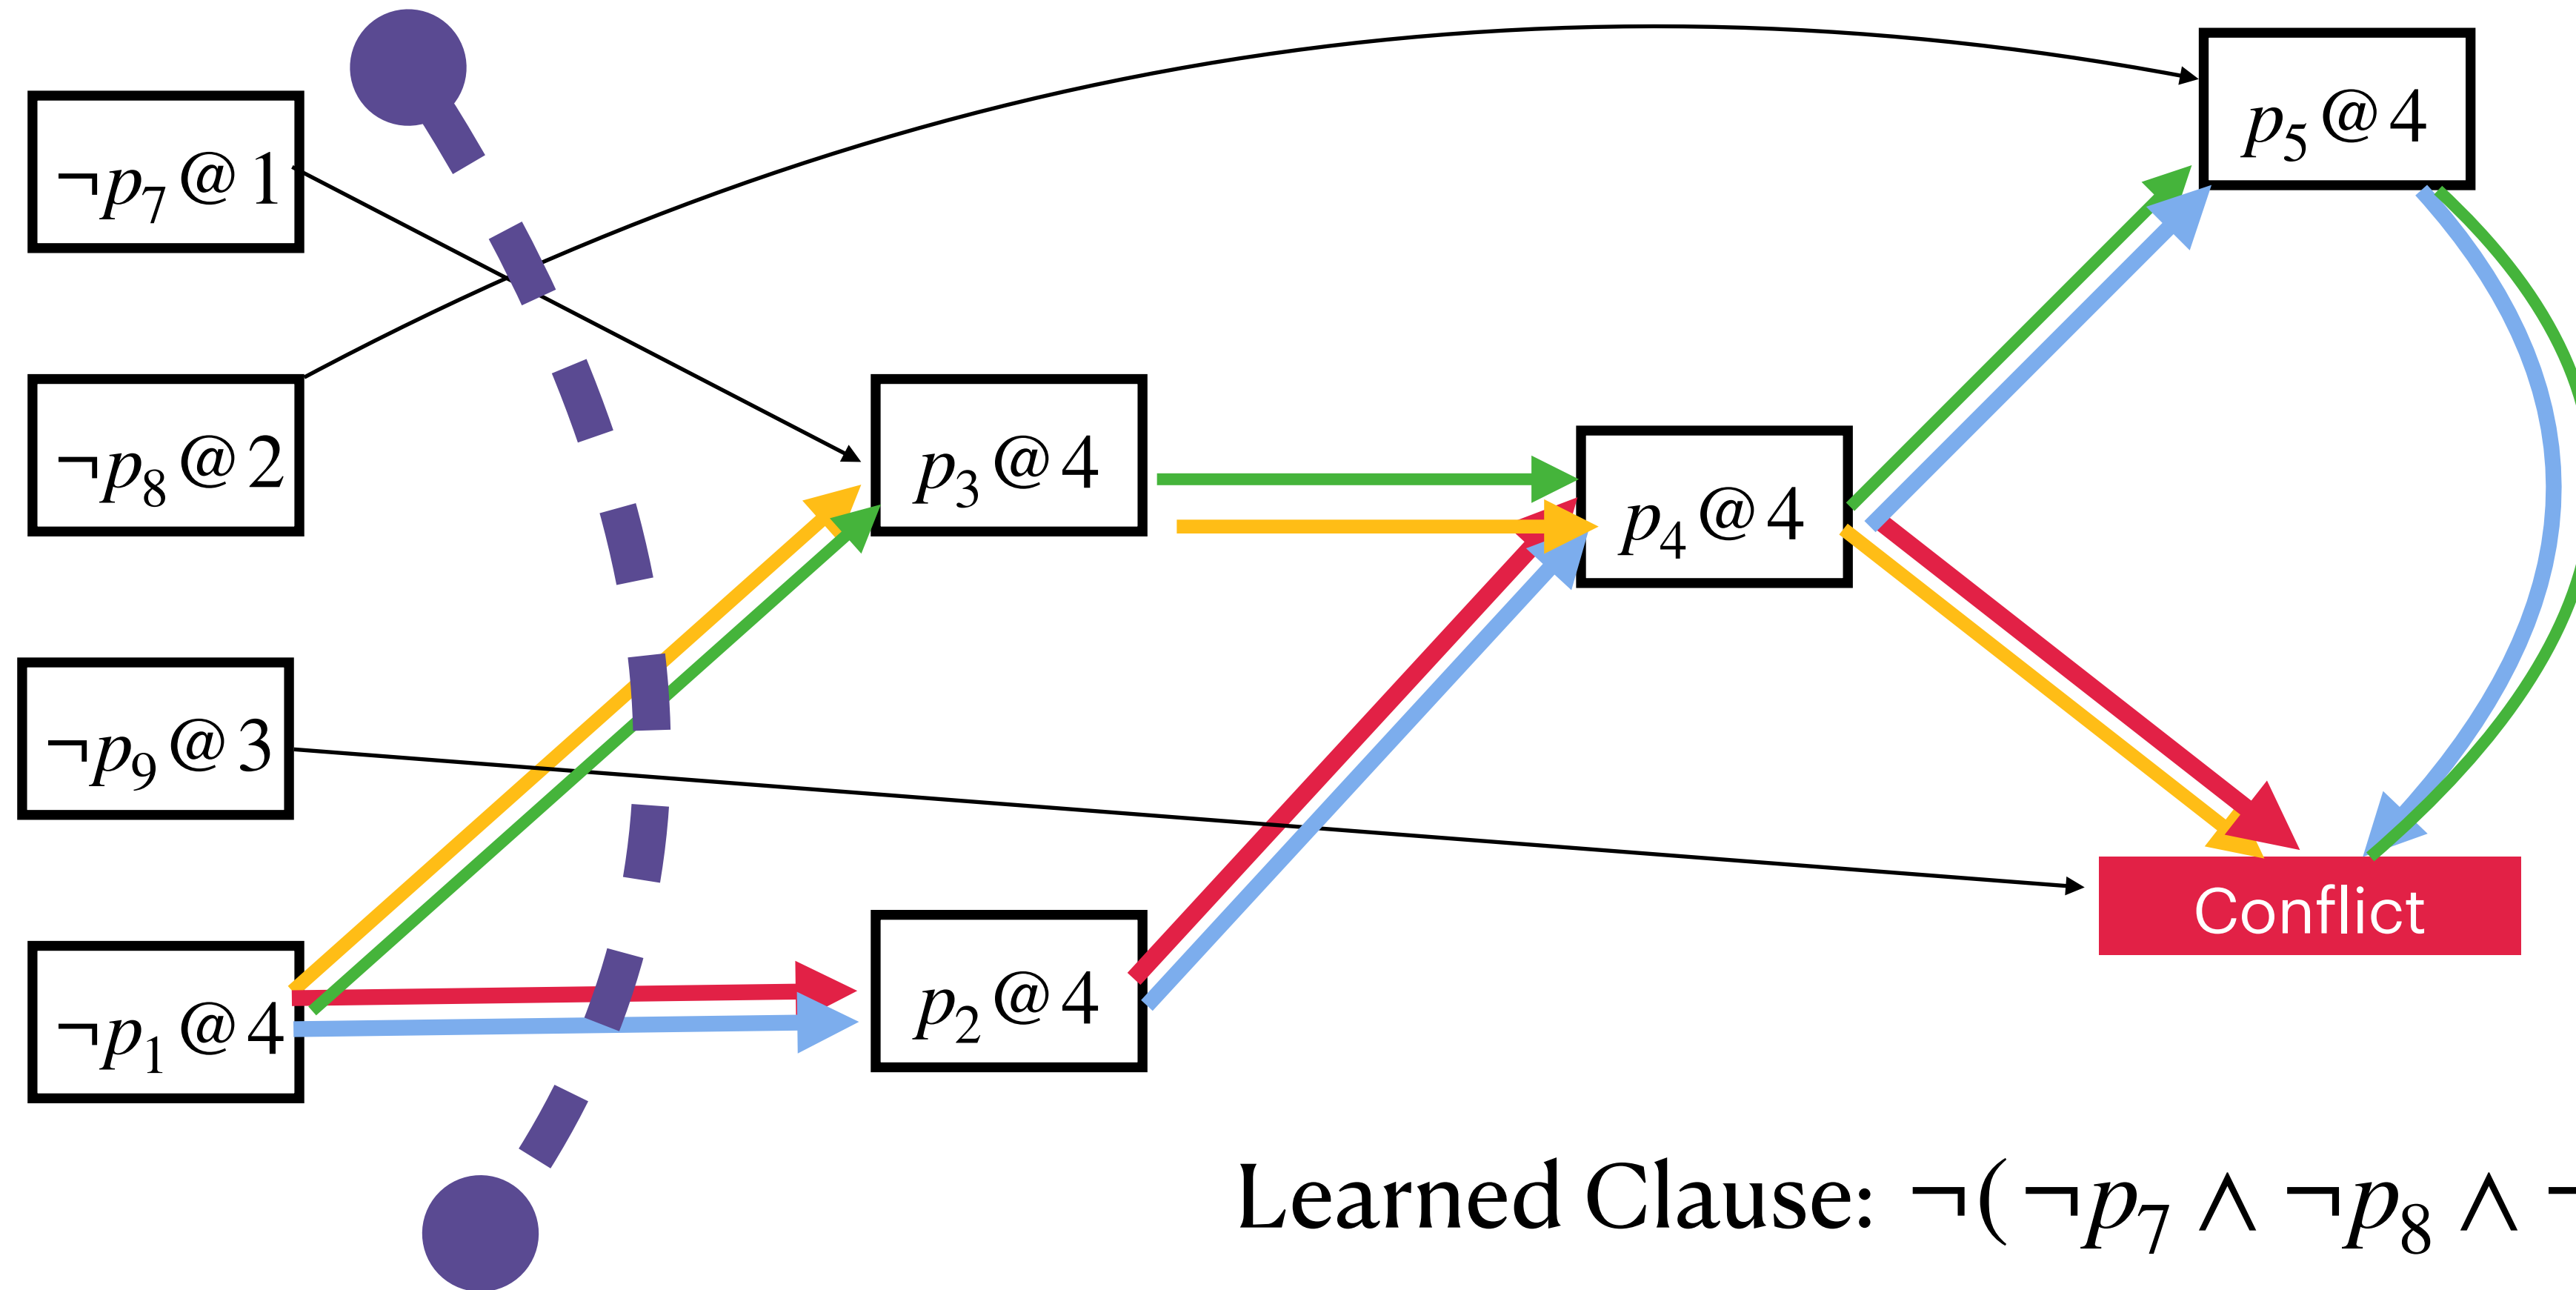 ¬p₇@1
p₅@4
¬p₈@2
p₃@4
p₄@4
¬p₉@3
¬p₁@4
p₂@4
Conflict
Learned Clause: ¬(¬p₇ ∧ ¬p₈ ∧ ¬